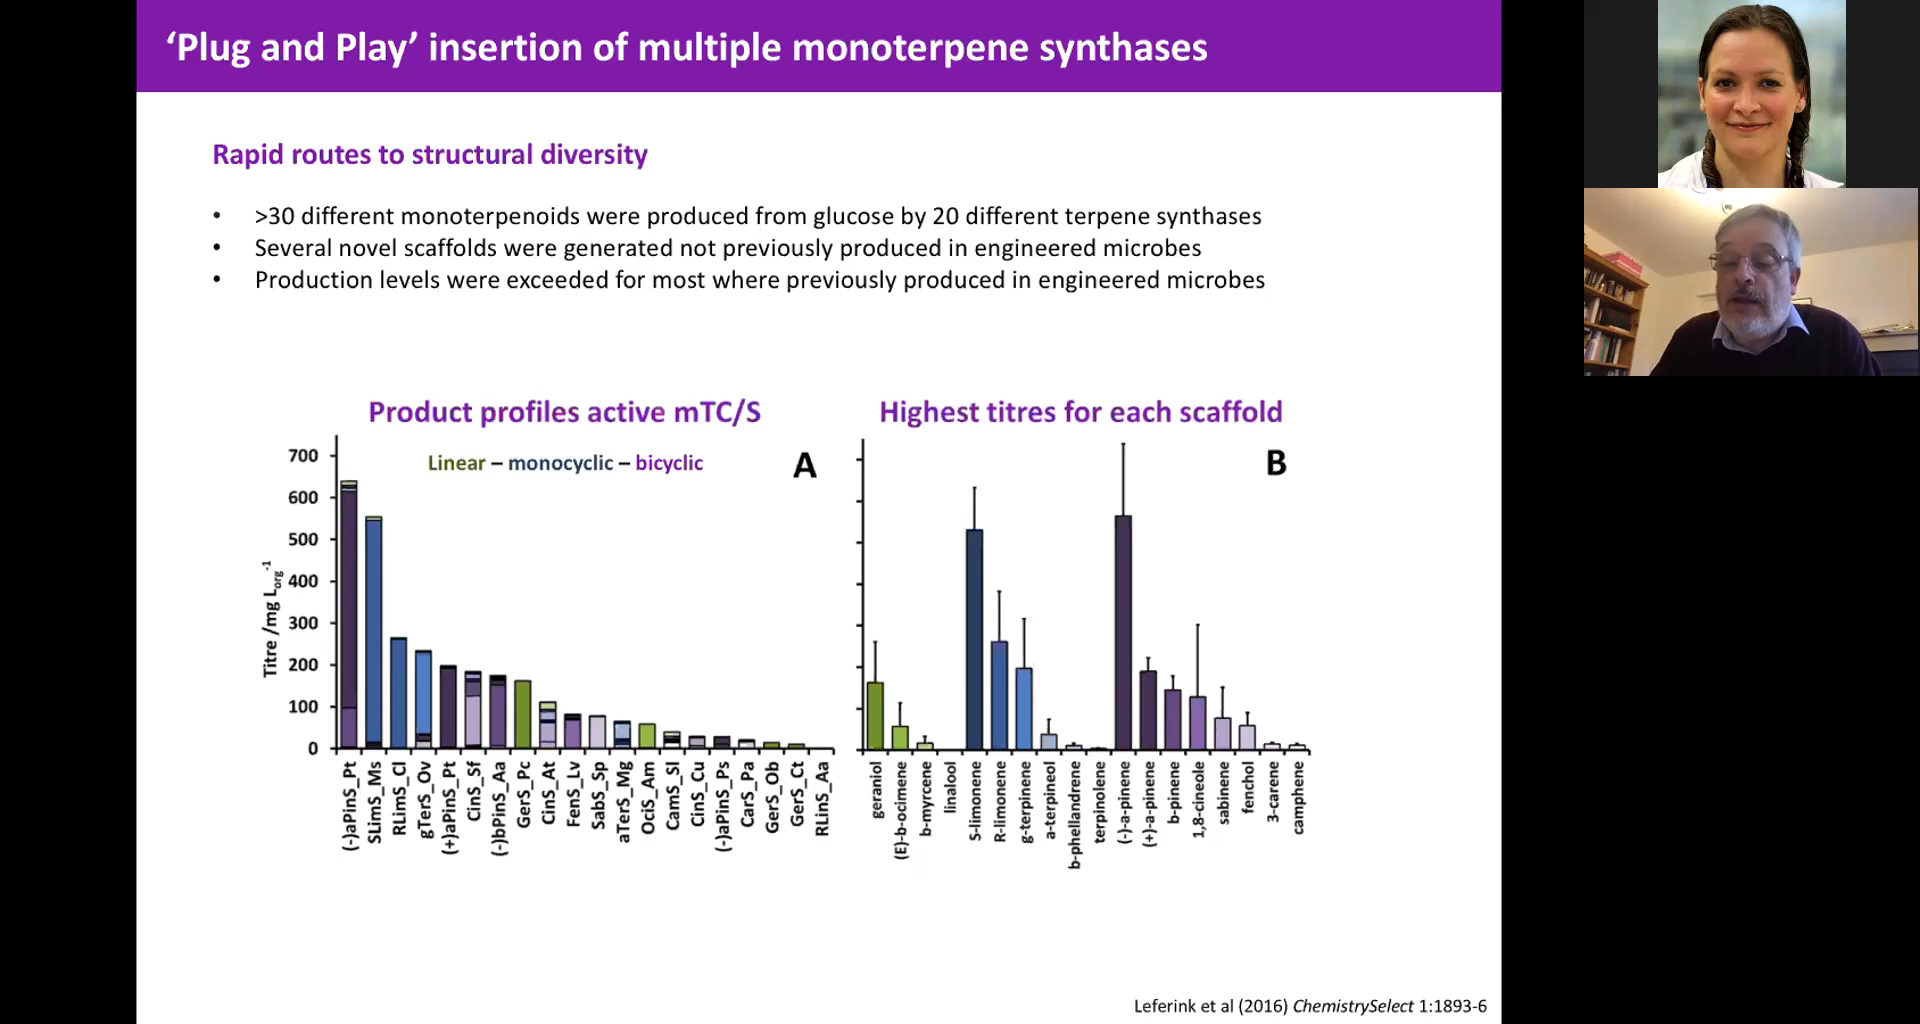 ‘Plug and Play’ insertion of multiple monoterpene synthases
Rapid routes to structural diversity
• >30 different monoterpenoids were produced from glucose by 20 different terpene synthases
• Several novel scaffolds were generated not previously produced in engineered microbes
• Production levels were exceeded for most where previously produced in engineered microbes
Product profiles active mTC/S
Linear – monocyclic – bicyclic
A
Titre /mg Lorg-1
700
600
500
400
300
200
100
0
(-)aPinS_Pt
SLimS_Ms
RLimS_Cl
gTerS_Ov
(+)aPinS_Pt
CinS_Sf
(-)bPinS_Aa
GerS_Pc
CinS_At
FenS_Lv
SabS_Sp
aTerS_Mg
OciS_Am
CamS_Sl
CinS_Cu
(-)aPinS_Ps
CarS_Pa
GerS_Ob
GerS_Ct
RLinS_Aa
Highest titres for each scaffold
B
geraniol
(E)-b-ocimene
b-myrcene
linalool
S-limonene
R-limonene
g-terpinene
a-terpineol
b-phellandrene
terpinolene
(-)-a-pinene
(+)-a-pinene
b-pinene
1,8-cineole
sabinene
fenchol
3-carene
camphene
Leferink et al (2016) ChemistrySelect 1:1893-6